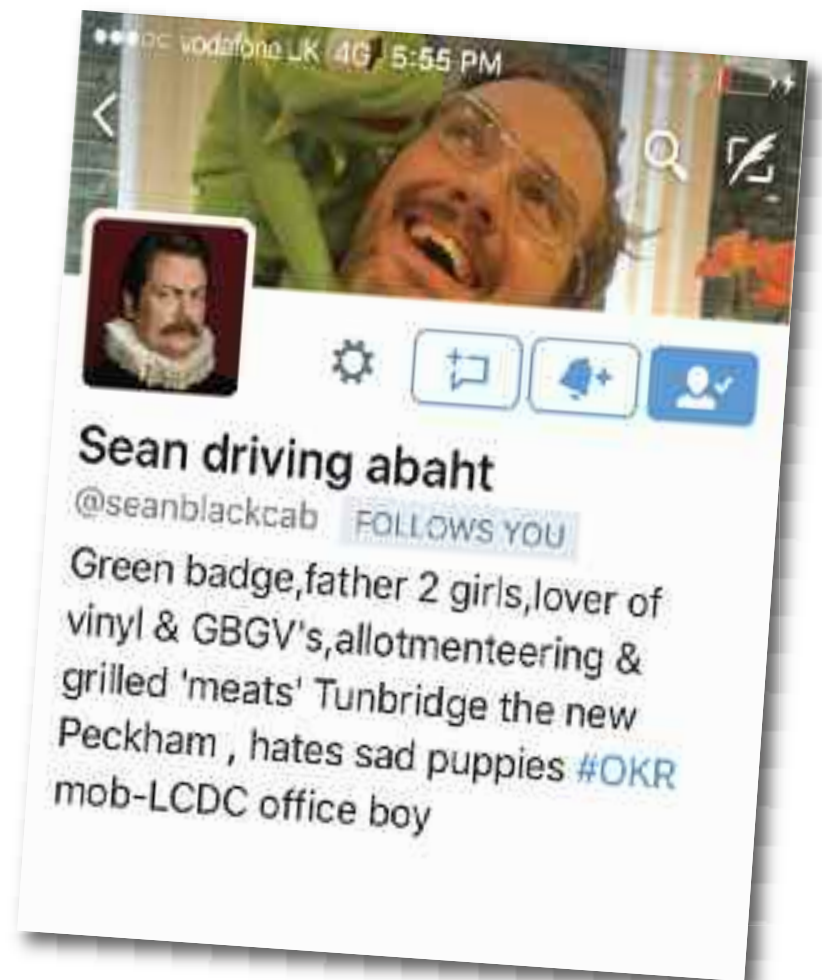 vodafone UK 4G 5:55 PM
Sean driving abaht
@seanblackcab FOLLOWS YOU
Green badge,father 2 girls,lover of
vinyl & GBGV's,allotmenteering &
grilled 'meats' Tunbridge the new
Peckham , hates sad puppies #OKR
mob-LCDC office boy